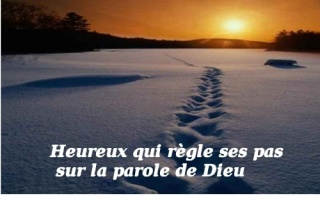 Heureux qui règle ses pas
sur la parole de Dieu